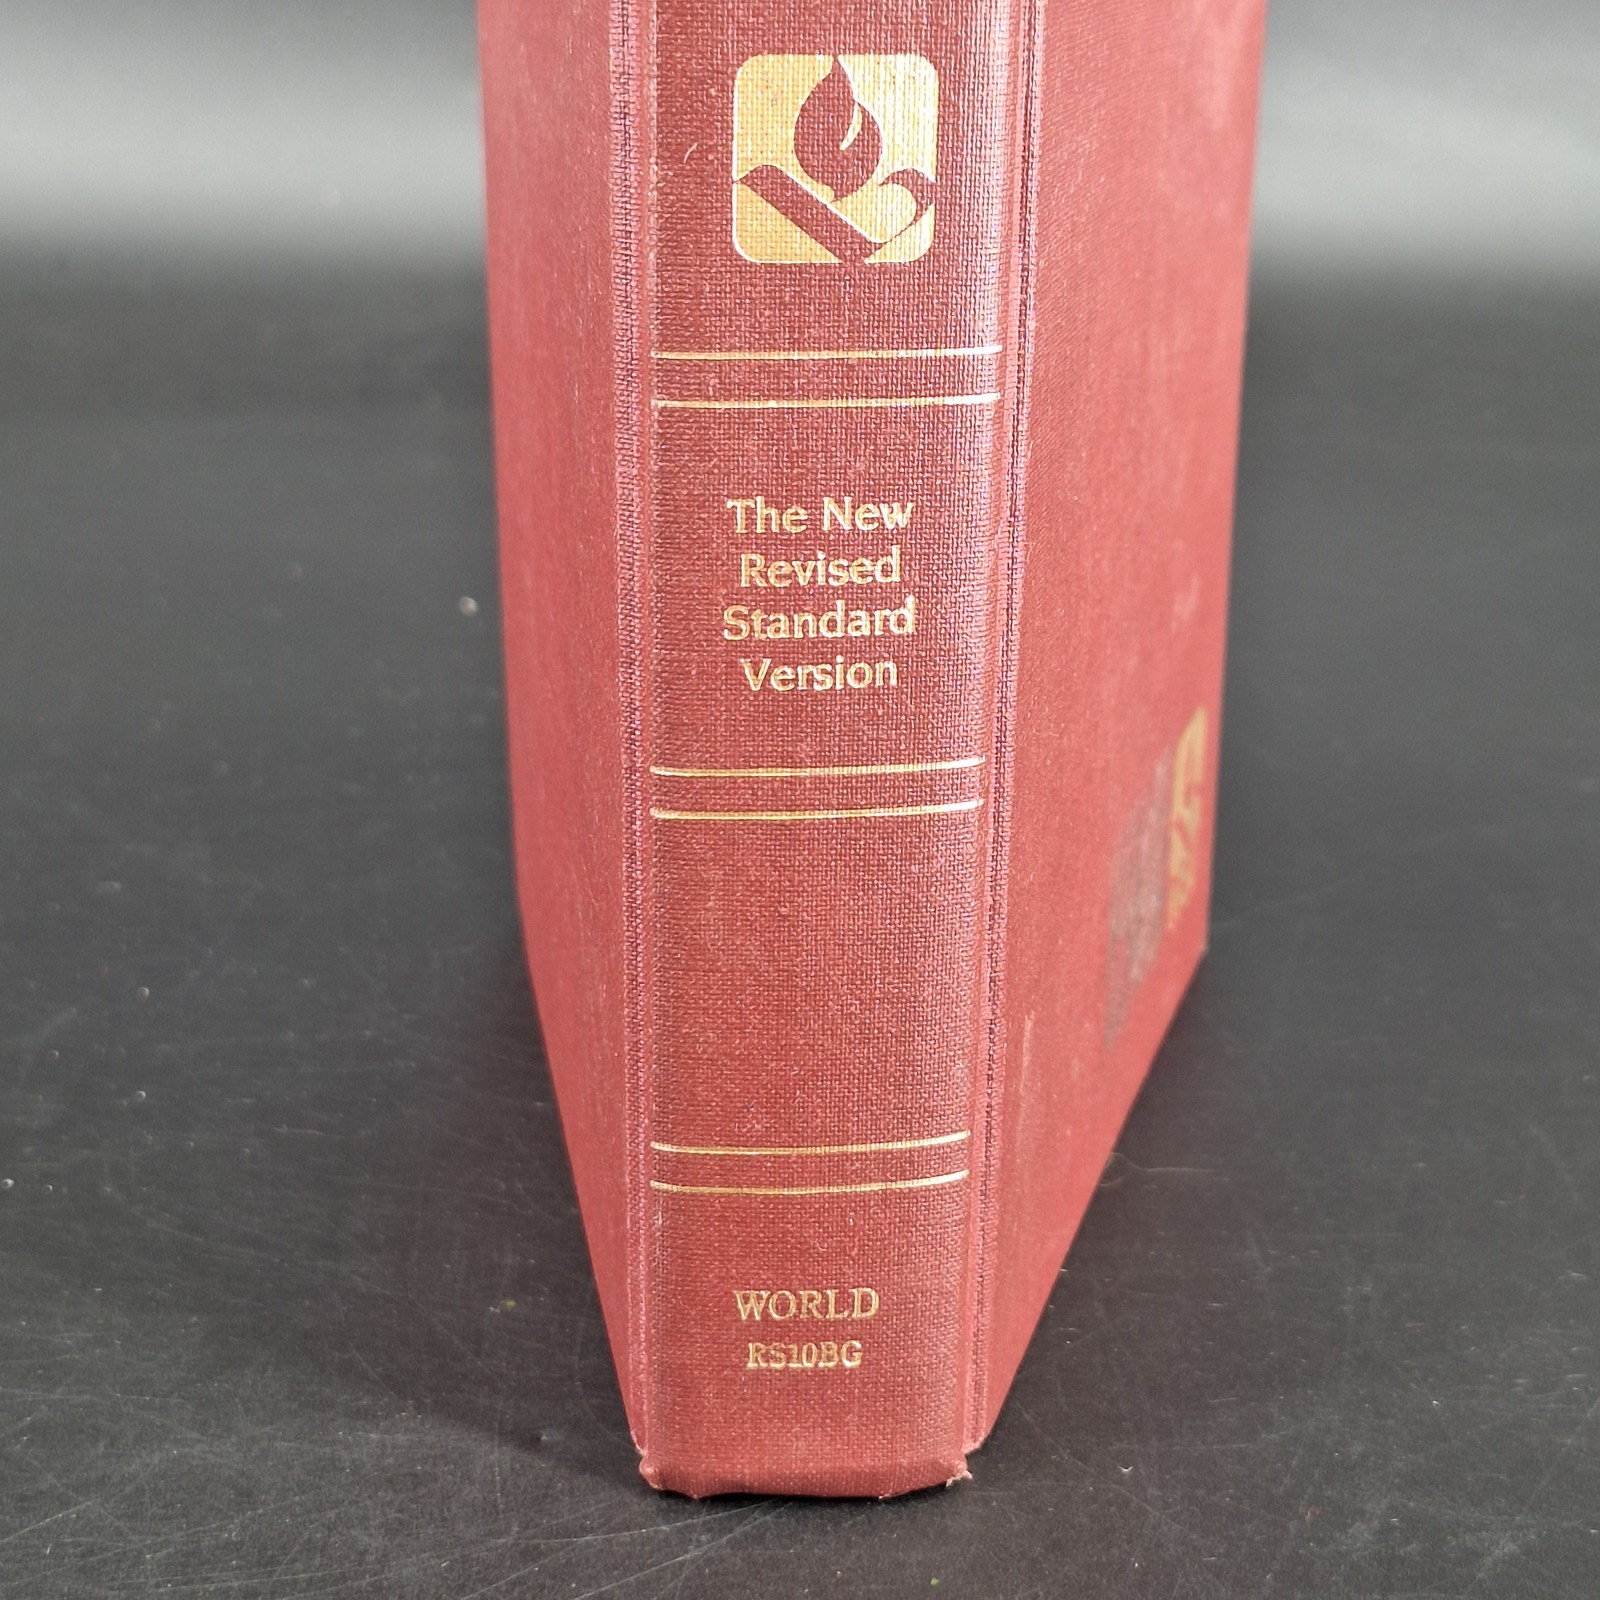 The New
Revised
Standard
Version
WORLD
RS10BG